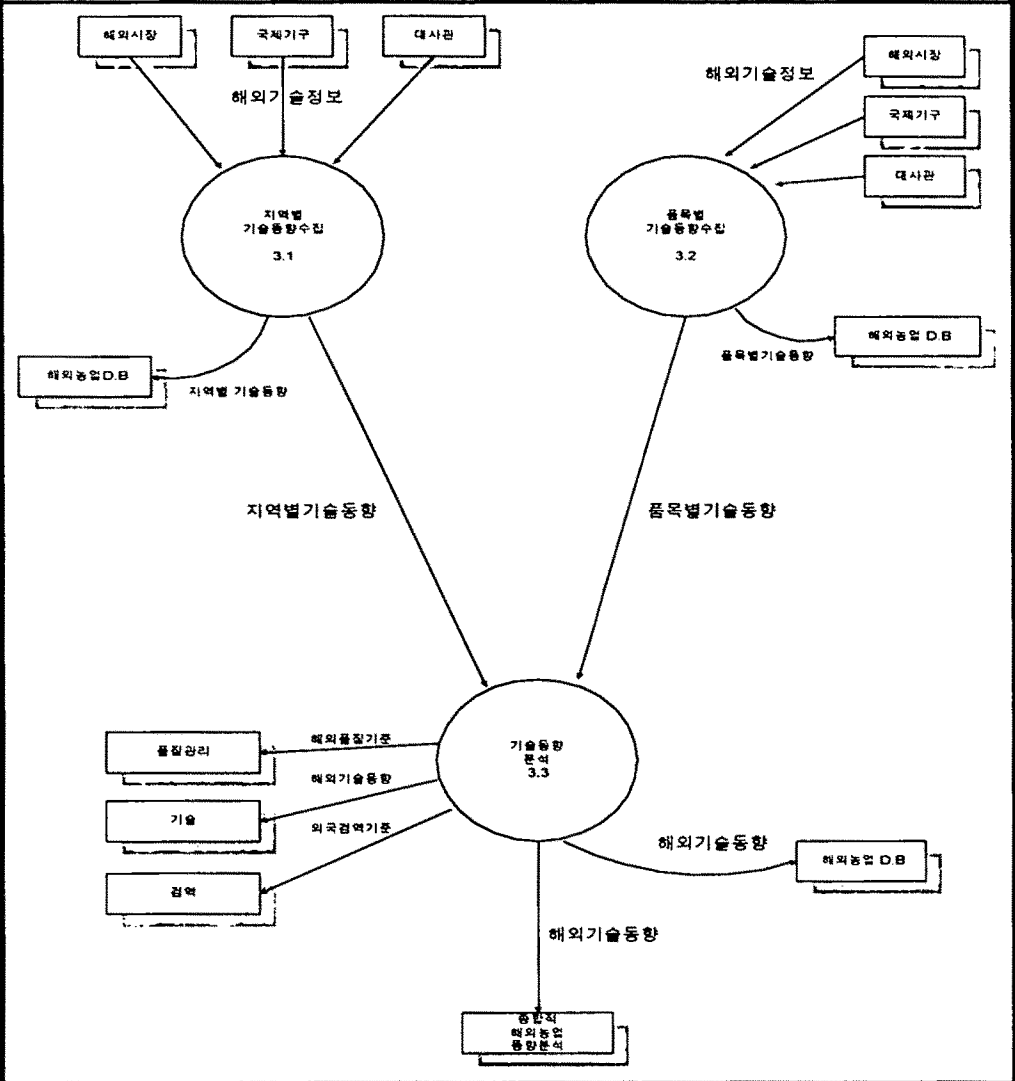 해외시장
국제기구
대사관
해외기술정보
지역별
기술동향수집
3.1
해외농업D.B
지역별 기술동향
해외기술정보
해외시장
국제기구
대사관
품목별
기술동향수집
3.2
해외농업 D.B
품목별기술동향
지역별기술동향
품목별기술동향
기술동향
분석
3.3
품질관리
해외품질기준
기술
해외기술동향
검역
외국검역기준
해외기술동향
해외농업 D.B
해외기술동향
종합적
해외농업
동향분석